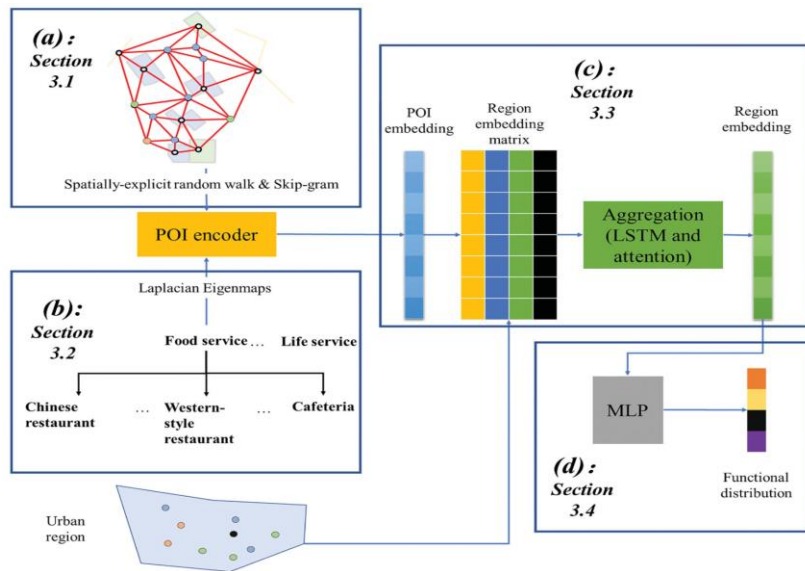 (a):
Section
3.1
Spatially-explicit random walk & Skip-gram
POI encoder
Laplacian Eigenmaps
(b):
Section
3.2
Food service ... Life service
Chinese
restaurant
...
Western-
style
restaurant
...
Cafeteria
Urban
region
(c):
Section
3.3
POI
embedding
Region
embedding
matrix
Aggregation
(LSTM and
attention)
Region
embedding
MLP
(d):
Section
3.4
Functional
distribution